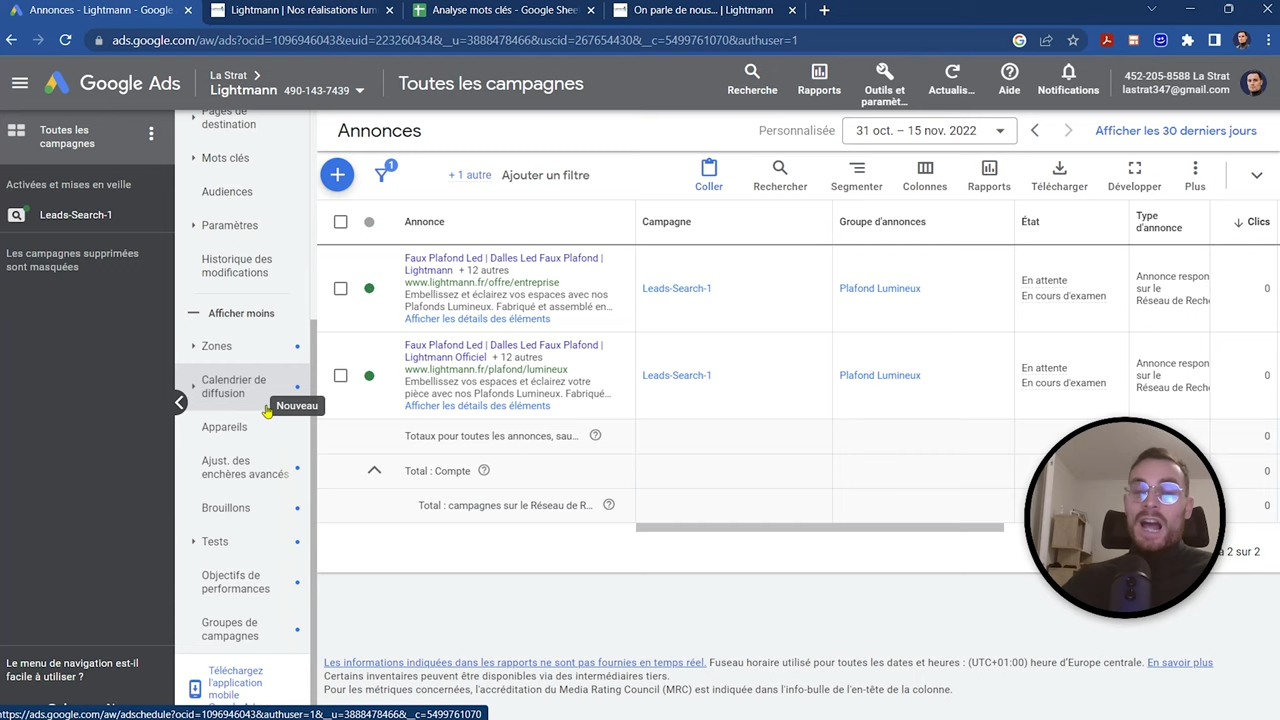 Annonces - Lightmann - Google
Lightmann | Nos réalisations lum
Analyse mots clés - Google Shee
On parle de nous... | Lightmann
ads.google.com/aw/ads?ocid=1096946043&euid=2232604434&__u=3888478466&uscid=267654430&__c=5499761070&authuser=1
Google Ads
La Strat
Lightmann 490-143-7439
Toutes les campagnes
Recherche
Rapports
Outils et
paramèt...
Actualis...
Aide
Notifications
452-205-8588 La Strat
lastrat347@gmail.com
Toutes les
campagnes
Activées et mises en veille
Leads-Search-1
Les campagnes supprimées
sont masquées
Le menu de navigation est-il
facile à utiliser ?
Pages de
destination
Mots clés
Audiences
Paramètres
Historique des
modifications
Afficher moins
Zones
Calendrier de
diffusion
Nouveau
Appareils
Ajust. des
enchères avancés
Brouillons
Tests
Objectifs de
performances
Groupes de
campagnes
Téléchargez
l'application
mobile
Annonces
Personnalisée
31 oct. – 15 nov. 2022
Afficher les 30 derniers jours
1
+ 1 autre Ajouter un filtre
Coller
Rechercher
Segmenter
Colonnes
Rapports
Télécharger
Développer
Plus
Annonce
Campagne
Groupe d'annonces
État
Type
d'annonce
Clics
Faux Plafond Led | Dalles Led Faux Plafond |
Lightmann + 12 autres
www.lightmann.fr/offre/entreprise
Embellissez et éclairez vos espaces avec nos
Plafonds Lumineux. Fabriqué et assemblé en...
Afficher les détails des éléments
Leads-Search-1
Plafond Lumineux
En attente
En cours d'examen
Annonce respon
sur le
Réseau de Reche
0
Faux Plafond Led | Dalles Led Faux Plafond |
Lightmann Officiel + 12 autres
www.lightmann.fr/plafond/lumineux
Embellissez vos espaces et éclairez votre
pièce avec nos Plafonds Lumineux. Fabriqué...
Afficher les détails des éléments
Leads-Search-1
Plafond Lumineux
En attente
En cours d'examen
Annonce respon
sur le
Réseau de Reche
0
Totaux pour toutes les annonces, sau...
0
Total : Compte
0
Total : campagnes sur le Réseau de R...
0
à 2 sur 2
Les informations indiquées dans les rapports ne sont pas fournies en temps réel. Fuseau horaire utilisé pour toutes les dates et heures : (UTC+01:00) heure d'Europe centrale. En savoir plus
Certains inventaires peuvent être disponibles via des intermédiaires tiers.
Pour les métriques concernées, l'accréditation du Media Rating Council (MRC) est indiquée dans l'info-bulle de l'en-tête de la colonne.
https://ads.google.com/aw/adschedule?ocid=1096946043&authuser=1&__u=3888478466&__c=5499761070